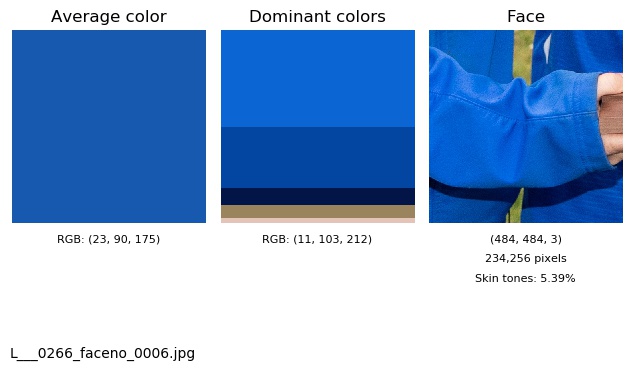 Average color
Dominant colors
Face
RGB: (23, 90, 175)
RGB: (11, 103, 212)
(484, 484, 3)
234,256 pixels
Skin tones: 5.39%
L___0266_faceno_0006.jpg